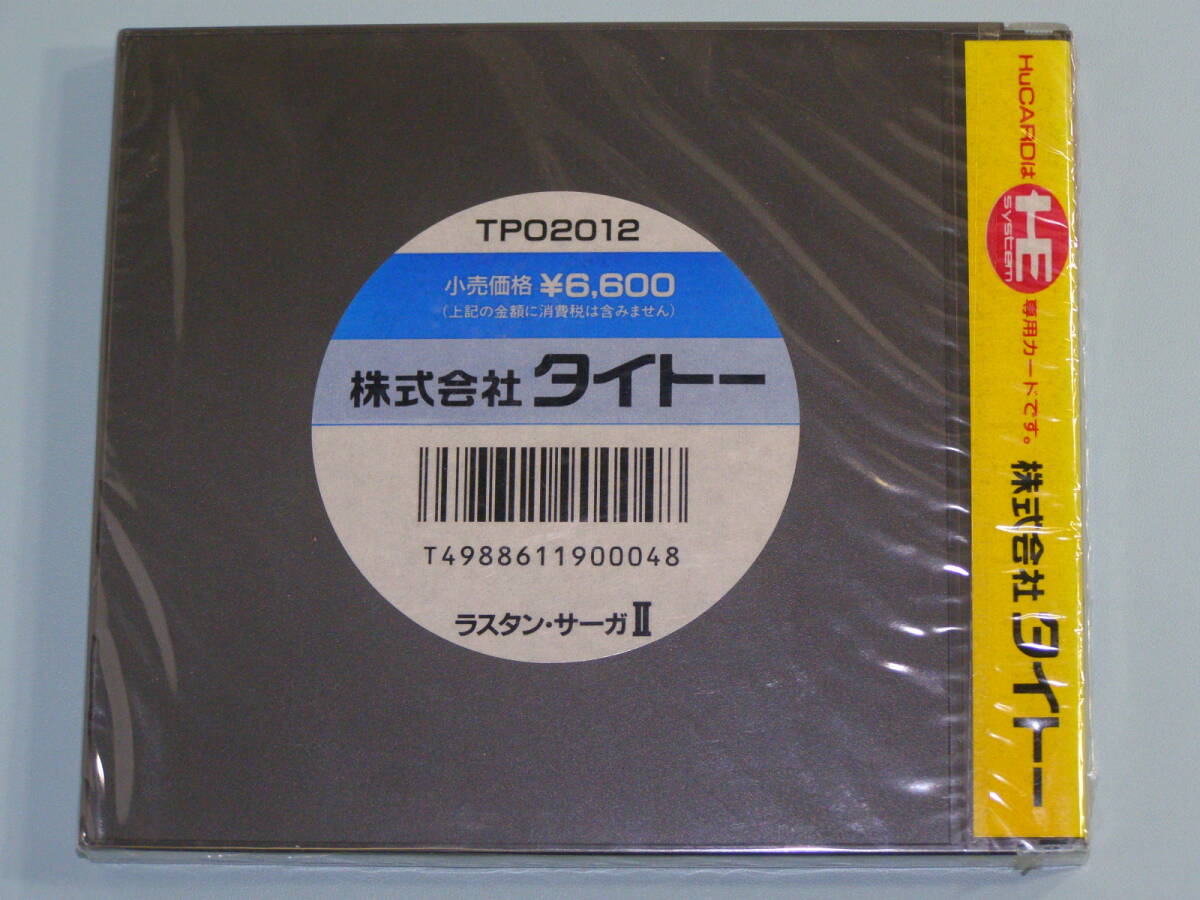 TP02012
小売価格 ¥6,600
(上記の金額に消費税は含みません)
株式会社 タイトー
T4988611900048
ラスタン・サーガⅡ
HuCARDは HE system 専用カードです。 株式会社 タイトー